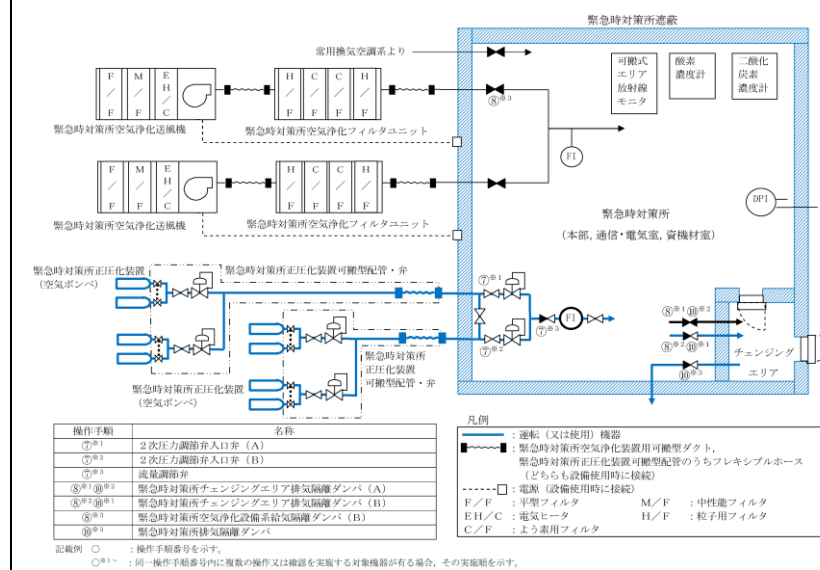 緊急時対策所遮蔽
常用換気空調系より
F/F
M/F
EH/C
H/F
C/F
C/F
H/F
⑧※3
可搬式
エリア
放射線
モニタ
酸素
濃度計
二酸化
炭素
濃度計
緊急時対策所空気浄化送風機
緊急時対策所空気浄化フィルタユニット
FI
F/F
M/F
EH/C
H/F
C/F
C/F
H/F
DPI
緊急時対策所空気浄化送風機
緊急時対策所空気浄化フィルタユニット
緊急時対策所
(本部,通信・電気室,資機材室)
緊急時対策所正圧化装置
(空気ボンベ)
緊急時対策所正圧化装置可搬型配管・弁
⑦※1
⑦※2
⑦※3
FI
⑧※1⑩※2
⑧※2⑩※1
⑩※3
チェンジング
エリア
緊急時対策所
正圧化装置
可搬型配管・弁
緊急時対策所正圧化装置
(空気ボンベ)
操作手順 名称
⑦※1 2次圧力調節弁入口弁(A)
⑦※2 2次圧力調節弁入口弁(B)
⑦※3 流量調節弁
⑧※1⑩※2 緊急時対策所チェンジングエリア排気隔離ダンパ(A)
⑧※2⑩※1 緊急時対策所チェンジングエリア排気隔離ダンパ(B)
⑧※3 緊急時対策所空気浄化設備系給気隔離ダンパ(B)
⑩※3 緊急時対策所排気隔離ダンパ
記載例 ○ :操作手順番号を示す。
○※1~ :同一操作手順番号内に複数の操作又は確認を実施する対象機器が有る場合,その実施順を示す。
凡例
:運転(又は使用)機器
:緊急時対策所空気浄化装置用可搬型ダクト,
緊急時対策所正圧化装置可搬型配管のうちフレキシブルホース
(どちらも設備使用時に接続)
:電源(設備使用時に接続)
F/F :平型フィルタ M/F :中性能フィルタ
EH/C :電気ヒータ H/F :粒子用フィルタ
C/F :よう素用フィルタ